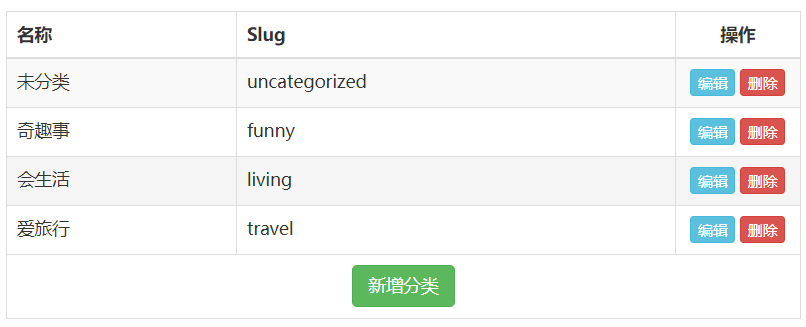 名称 Slug 操作
未分类 uncategorized 编辑 删除
奇趣事 funny 编辑 删除
会生活 living 编辑 删除
爱旅行 travel 编辑 删除
新增分类